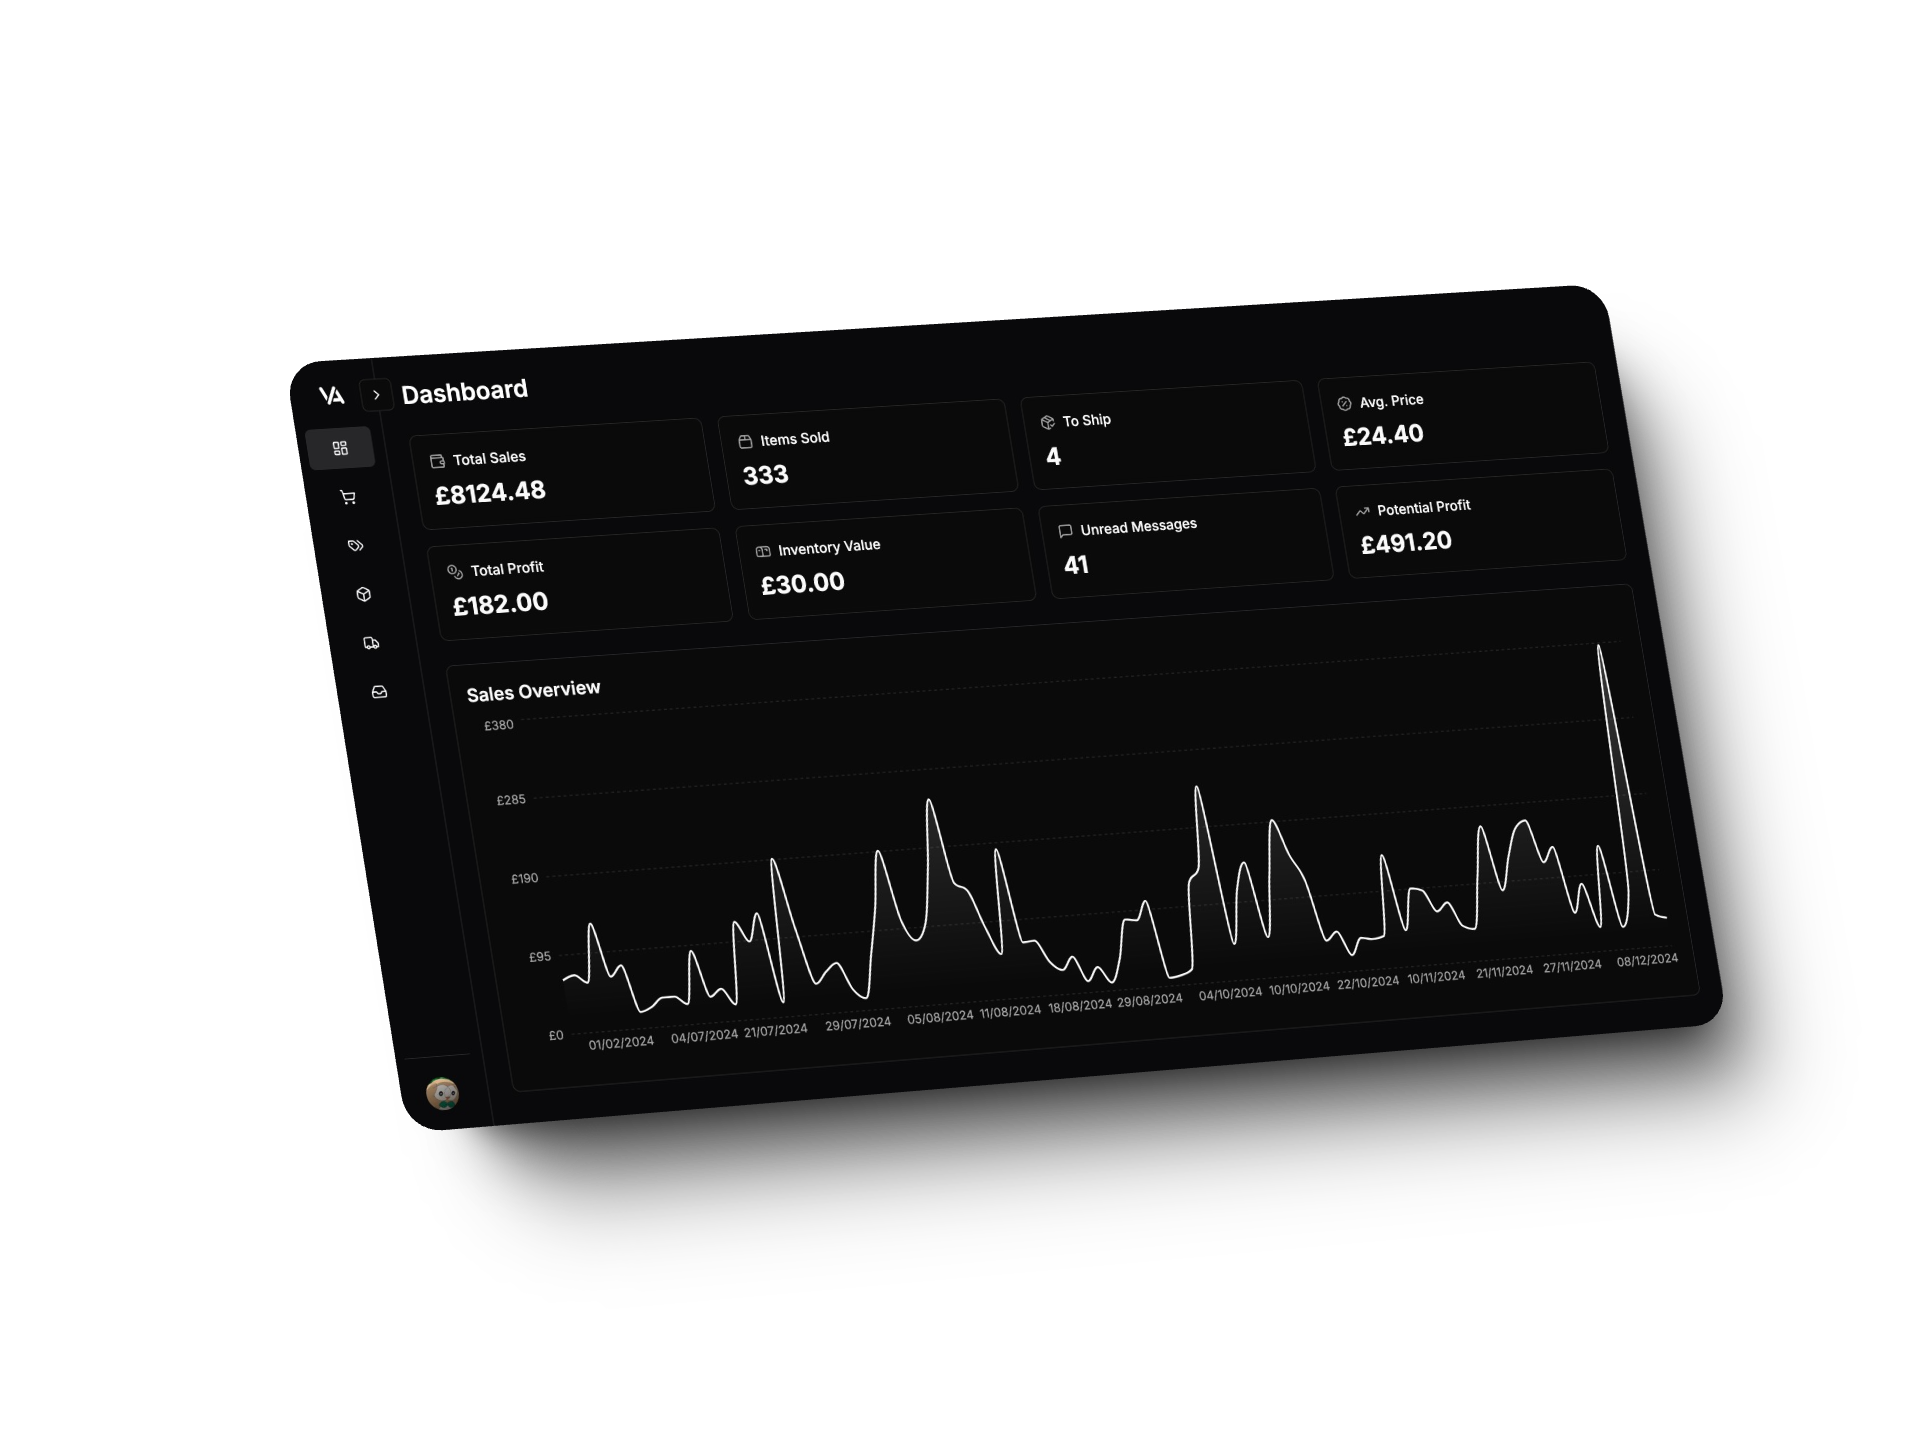 VA
Dashboard
Total Sales
£8124.48
Items Sold
333
To Ship
4
Avg. Price
£24.40
Total Profit
£182.00
Inventory Value
£30.00
Unread Messages
41
Potential Profit
£491.20
Sales Overview
£380
£285
£190
£95
£0
01/02/2024 04/07/2024 21/07/2024 29/07/2024 05/08/2024 11/08/2024 18/08/2024 29/08/2024 04/10/2024 10/10/2024 22/10/2024 10/11/2024 21/11/2024 27/11/2024 08/12/2024